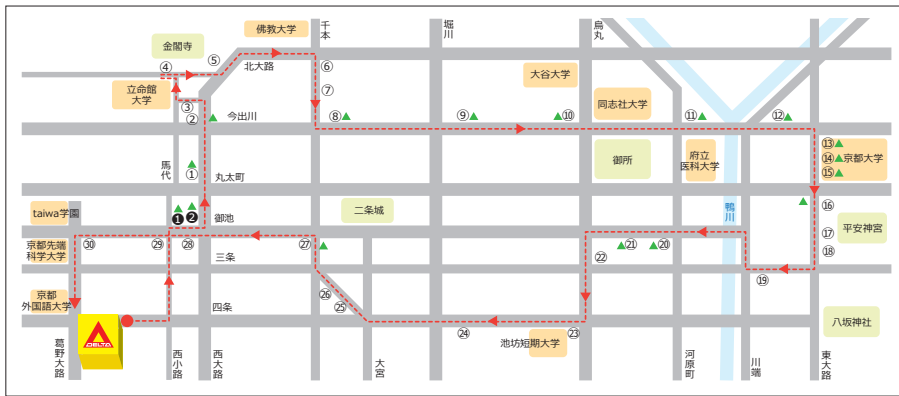 千本
堀川
烏丸
佛教大学
金閣寺
⑤
④
北大路
⑥
⑦
大谷大学
立命館
大学
③
②
今出川
⑧
⑨
⑩
同志社大学
⑪
⑫
馬代
①
丸太町
御所
府立
医科大学
⑬
⑭
⑮
京都大学
taiwa学園
❶
❷
御池
二条城
鴨川
⑯
⑰
⑱
平安神宮
京都先端
科学大学
㉚
㉙
㉘
三条
㉗
㉒
㉑
⑳
⑲
京都
外国語大学
四条
㉖
㉕
㉔
池坊短期大学
㉓
八坂神社
DELTA
葛野大路
西小路
西大路
大宮
河原町
川端
東大路